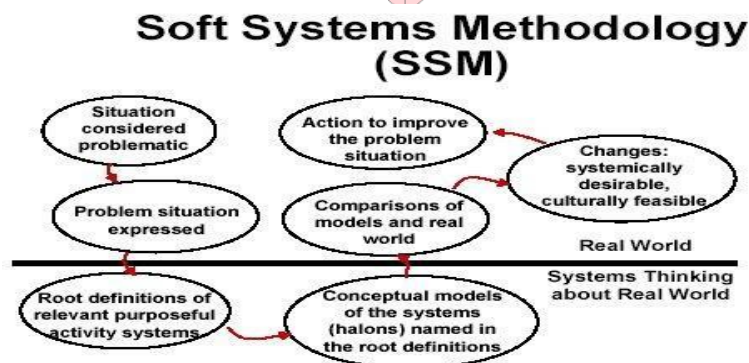 Soft Systems Methodology
(SSM)
Situation
considered
problematic
Action to improve
the problem
situation
Changes:
systemically
desirable,
culturally feasible
Problem situation
expressed
Comparisons of
models and real
world
Real World
Systems Thinking
about Real World
Root definitions of
relevant purposeful
activity systems
Conceptual models
of the systems
(halons) named in
the root definitions